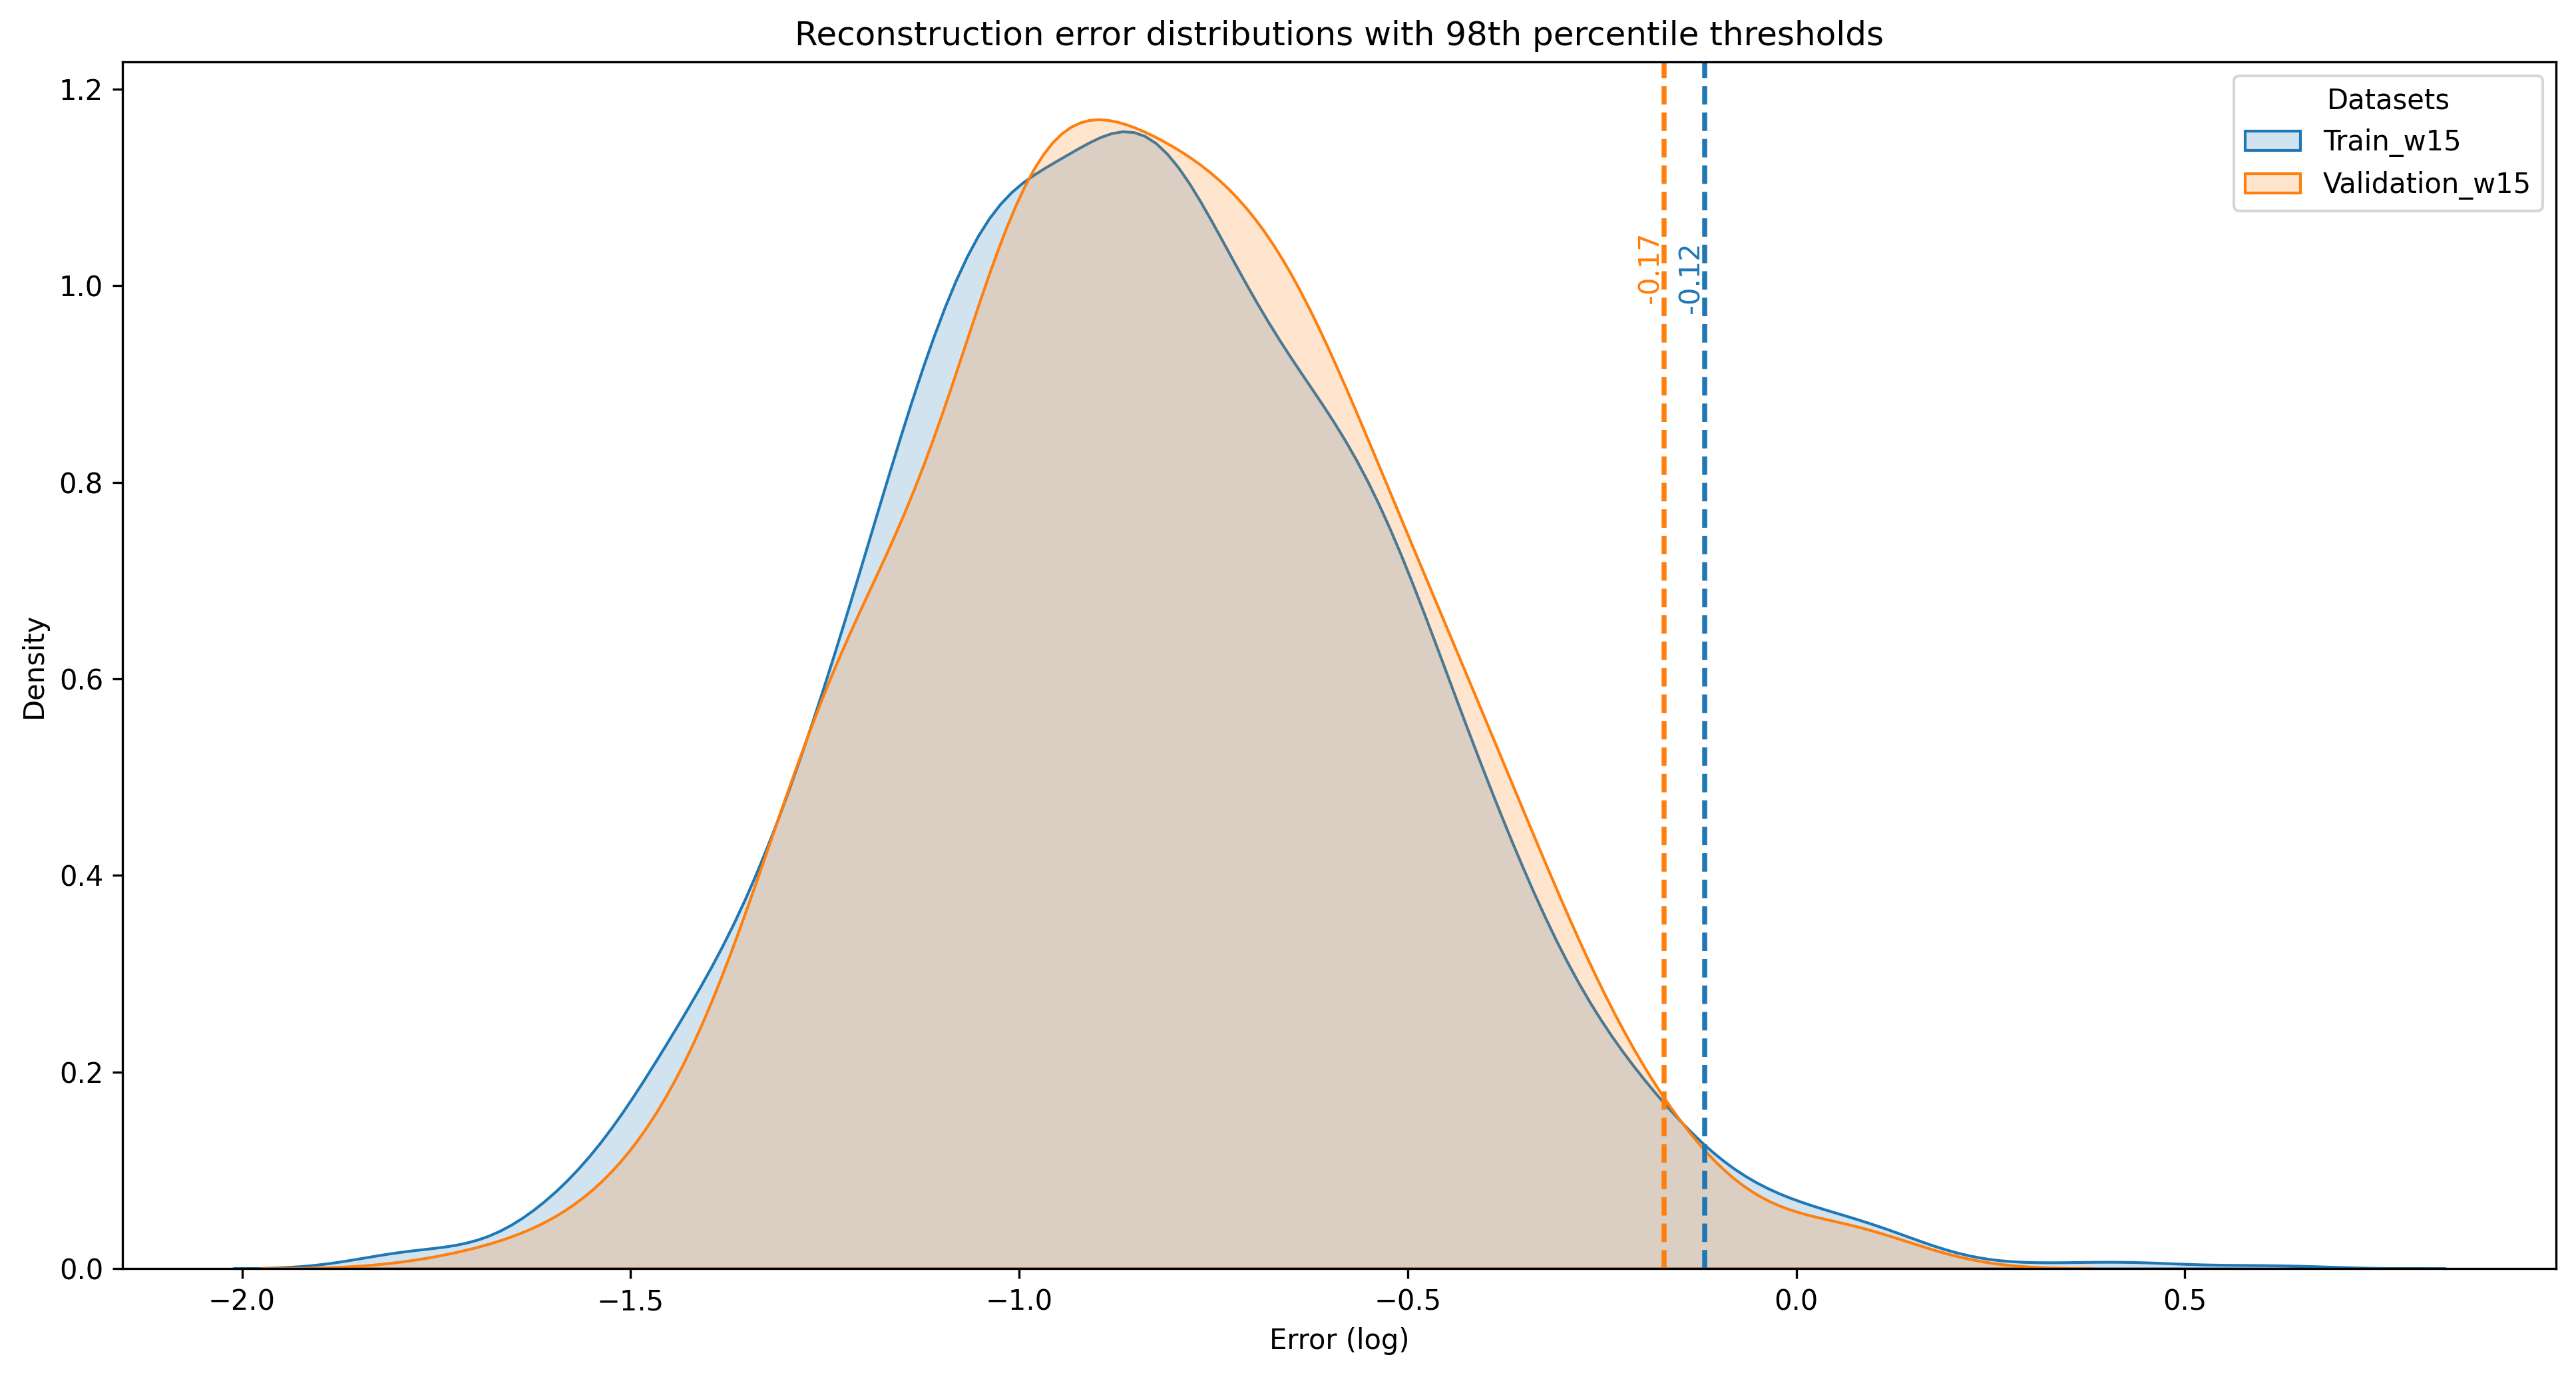 Reconstruction error distributions with 98th percentile thresholds
Datasets
Train_w15
Validation_w15
-0.17
-0.12
Density
1.2
1.0
0.8
0.6
0.4
0.2
0.0
−2.0
−1.5
−1.0
−0.5
0.0
0.5
Error (log)